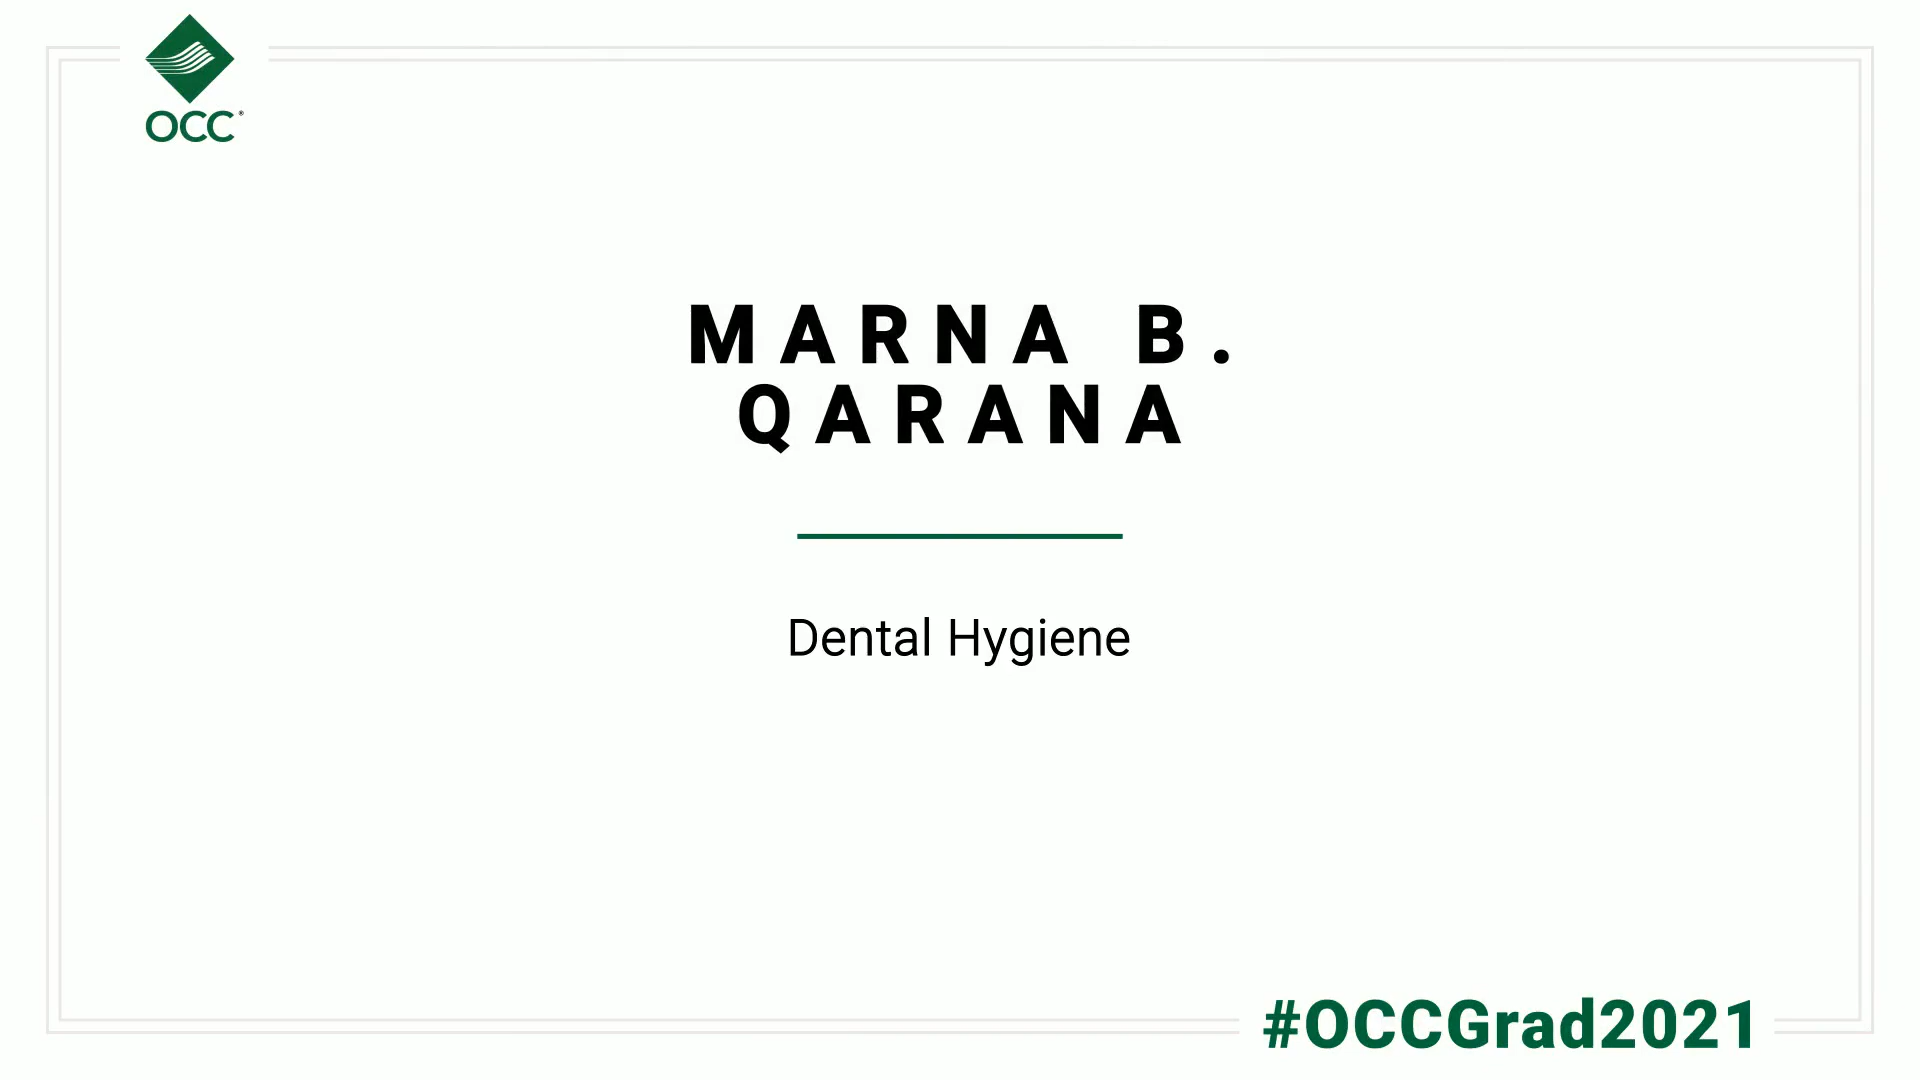 OCC®
MARNA B.
QARANA
Dental Hygiene
#OCCGrad2021